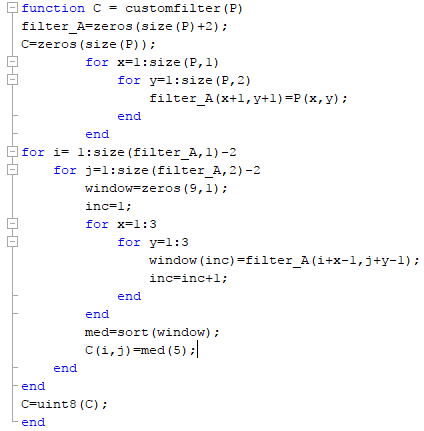 function C = customfilter(P)
filter_A=zeros(size(P)+2);
C=zeros(size(P));
        for x=1:size(P,1)
            for y=1:size(P,2)
                filter_A(x+1,y+1)=P(x,y);
            end
        end
for i= 1:size(filter_A,1)-2
    for j=1:size(filter_A,2)-2
        window=zeros(9,1);
        inc=1;
        for x=1:3
            for y=1:3
                window(inc)=filter_A(i+x-1,j+y-1);
                inc=inc+1;
            end
        end
        med=sort(window);
        C(i,j)=med(5);
    end
end
C=uint8(C);
end